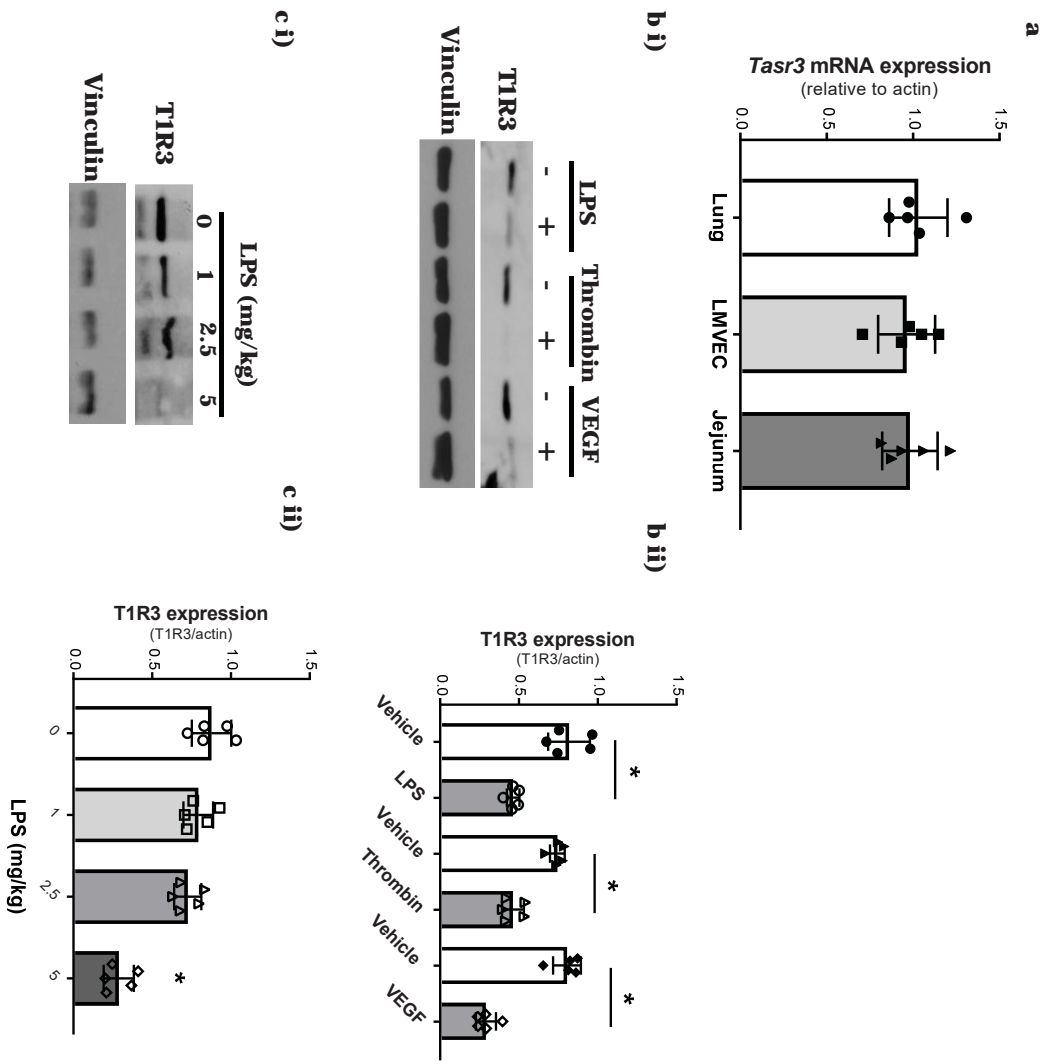 a
Tasr3 mRNA expression
(relative to actin)
1.5
1.0
0.5
0.0
Lung
LMVEC
Jejunum
b i)
LPS
Thrombin
VEGF
- + - + - +
T1R3
Vinculin
b ii)
T1R3 expression
(T1R3/actin)
1.5
1.0
0.5
0.0
*
*
*
Vehicle
LPS
Vehicle
Thrombin
Vehicle
VEGF
c i)
LPS (mg/kg)
0 1 2.5 5
T1R3
Vinculin
c ii)
T1R3 expression
(T1R3/actin)
1.5
1.0
0.5
0.0
*
0
1
2.5
5
LPS (mg/kg)